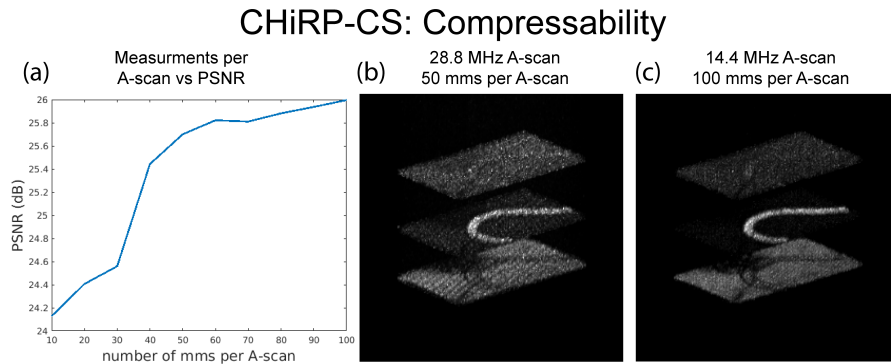 CHiRP-CS: Compressability
(a)
Measurments per
A-scan vs PSNR
(b)
28.8 MHz A-scan
50 mms per A-scan
(c)
14.4 MHz A-scan
100 mms per A-scan
PSNR (dB)
26
25.8
25.6
25.4
25.2
25
24.8
24.6
24.4
24.2
24
10
20
30
40
50
60
70
80
90
100
number of mms per A-scan